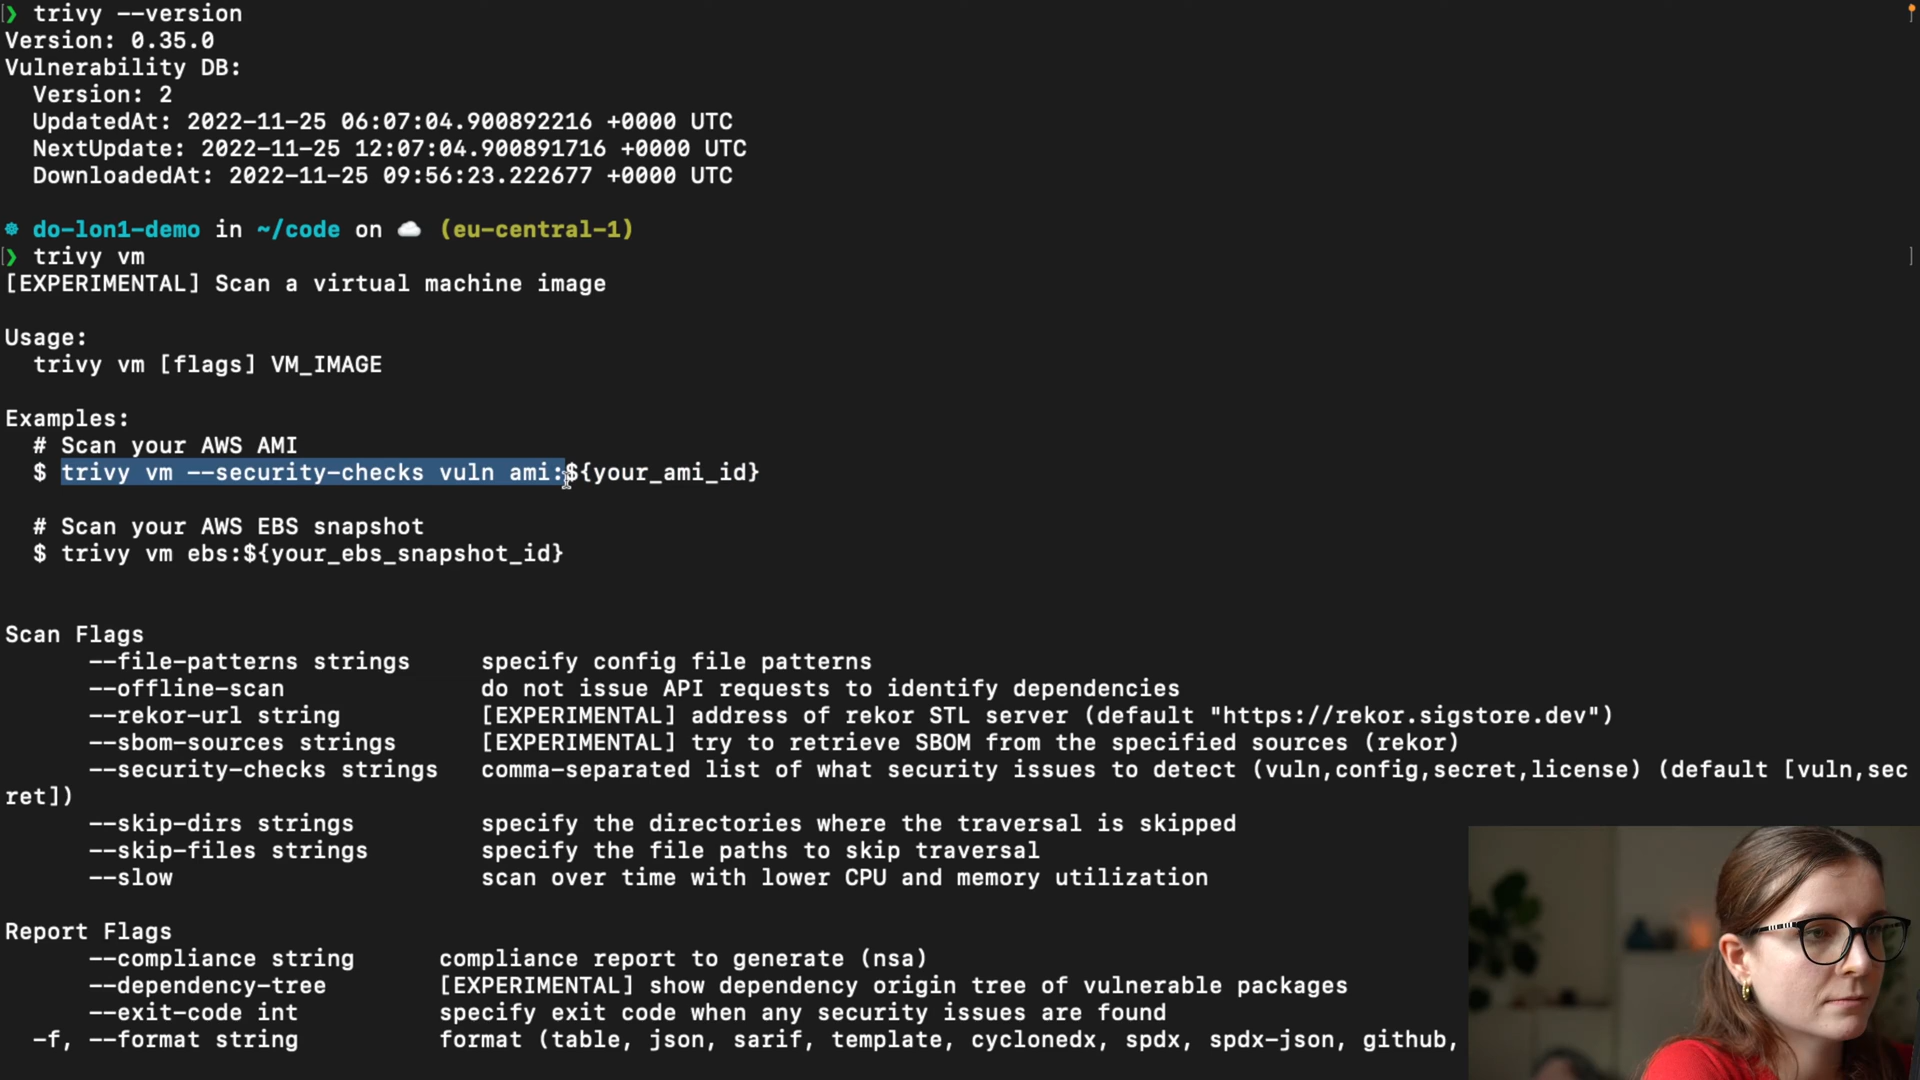 ❯ trivy --version
Version: 0.35.0
Vulnerability DB:
  Version: 2
  UpdatedAt: 2022-11-25 06:07:04.900892216 +0000 UTC
  NextUpdate: 2022-11-25 12:07:04.900891716 +0000 UTC
  DownloadedAt: 2022-11-25 09:56:23.222677 +0000 UTC
☸ do-lon1-demo in ~/code on ☁️ (eu-central-1)
❯ trivy vm
[EXPERIMENTAL] Scan a virtual machine image
Usage:
  trivy vm [flags] VM_IMAGE
Examples:
  # Scan your AWS AMI
  $ trivy vm --security-checks vuln ami:${your_ami_id}
  # Scan your AWS EBS snapshot
  $ trivy vm ebs:${your_ebs_snapshot_id}
Scan Flags
      --file-patterns strings     specify config file patterns
      --offline-scan              do not issue API requests to identify dependencies
      --rekor-url string          [EXPERIMENTAL] address of rekor STL server (default "https://rekor.sigstore.dev")
      --sbom-sources strings      [EXPERIMENTAL] try to retrieve SBOM from the specified sources (rekor)
      --security-checks strings   comma-separated list of what security issues to detect (vuln,config,secret,license) (default [vuln,sec
ret])
      --skip-dirs strings         specify the directories where the traversal is skipped
      --skip-files strings        specify the file paths to skip traversal
      --slow                      scan over time with lower CPU and memory utilization
Report Flags
      --compliance string      compliance report to generate (nsa)
      --dependency-tree        [EXPERIMENTAL] show dependency origin tree of vulnerable packages
      --exit-code int          specify exit code when any security issues are found
  -f, --format string          format (table, json, sarif, template, cyclonedx, spdx, spdx-json, github,